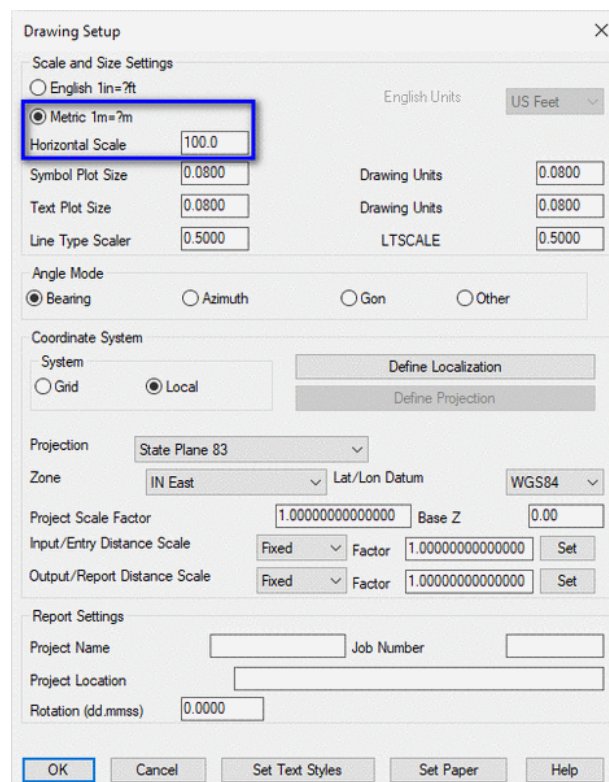 Drawing Setup
Scale and Size Settings
English 1in=?ft
English Units US Feet
Metric 1m=?m
Horizontal Scale 100.0
Symbol Plot Size 0.0800 Drawing Units 0.0800
Text Plot Size 0.0800 Drawing Units 0.0800
Line Type Scaler 0.5000 LTSCALE 0.5000
Angle Mode
Bearing Azimuth Gon Other
Coordinate System
System
Grid Local
Define Localization
Define Projection
Projection State Plane 83
Zone IN East Lat/Lon Datum WGS84
Project Scale Factor 1.00000000000000 Base Z 0.00
Input/Entry Distance Scale Fixed Factor 1.00000000000000 Set
Output/Report Distance Scale Fixed Factor 1.00000000000000 Set
Report Settings
Project Name Job Number
Project Location
Rotation (dd.mmss) 0.0000
OK Cancel Set Text Styles Set Paper Help